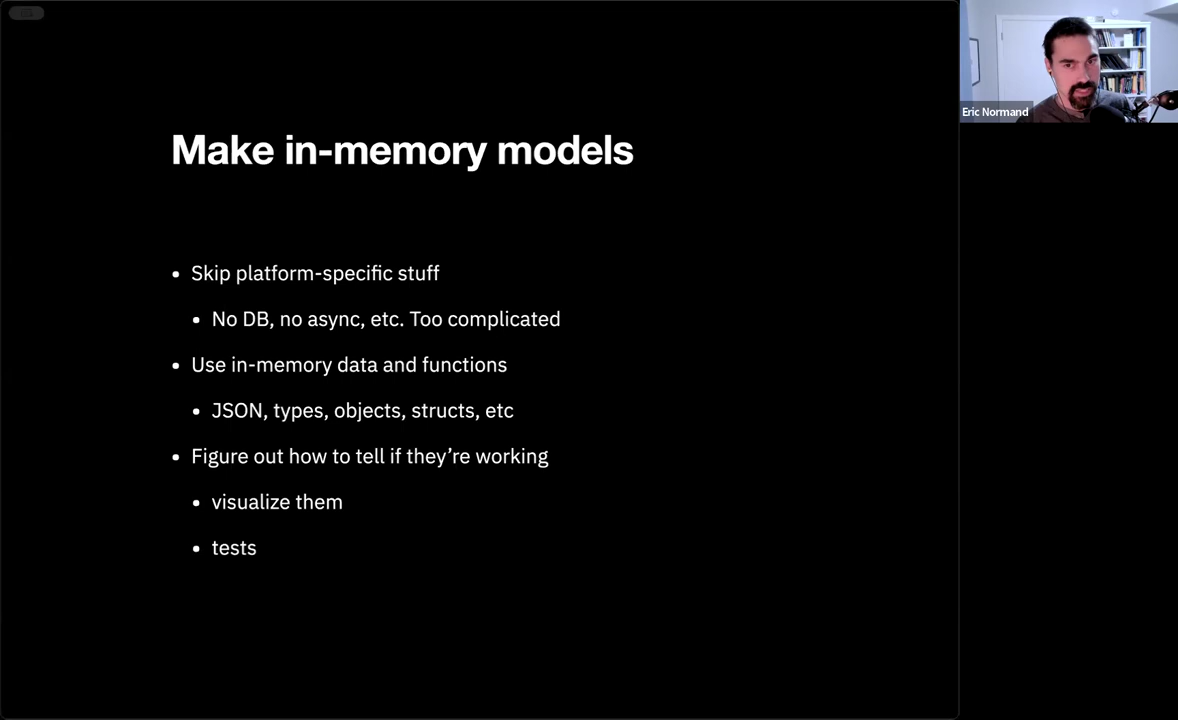 Make in-memory models
Skip platform-specific stuff
No DB, no async, etc. Too complicated
Use in-memory data and functions
JSON, types, objects, structs, etc
Figure out how to tell if they’re working
visualize them
tests
Eric Normand